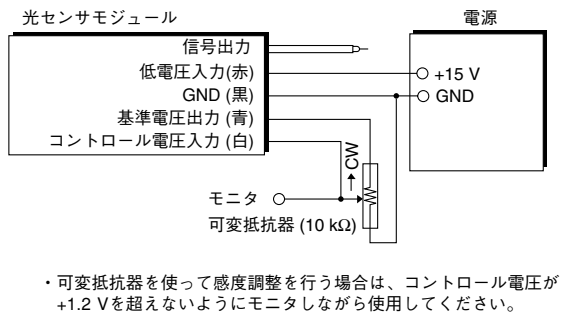 光センサモジュール
電源
信号出力
低電圧入力(赤)
GND (黒)
基準電圧出力 (青)
コントロール電圧入力 (白)
+15 V
GND
CW
モニタ
可変抵抗器 (10 kΩ)
・可変抵抗器を使って感度調整を行う場合は、コントロール電圧が
+1.2 Vを超えないようにモニタしながら使用してください。